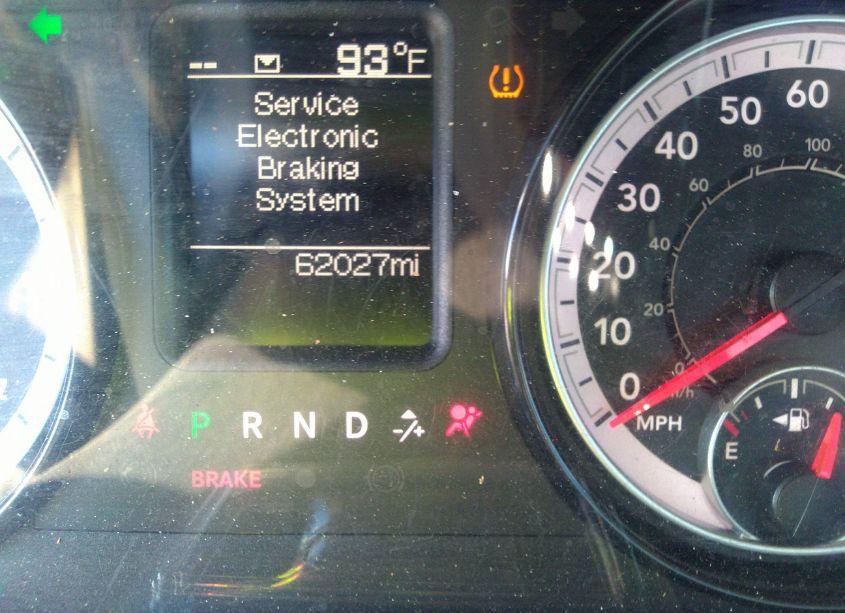 -- 93°F
Service
Electronic
Braking
System
62027mi
P R N D -/+
BRAKE
0 10 20 30 40 50 60
MPH
0 20 40 60 80 100
km/h
E